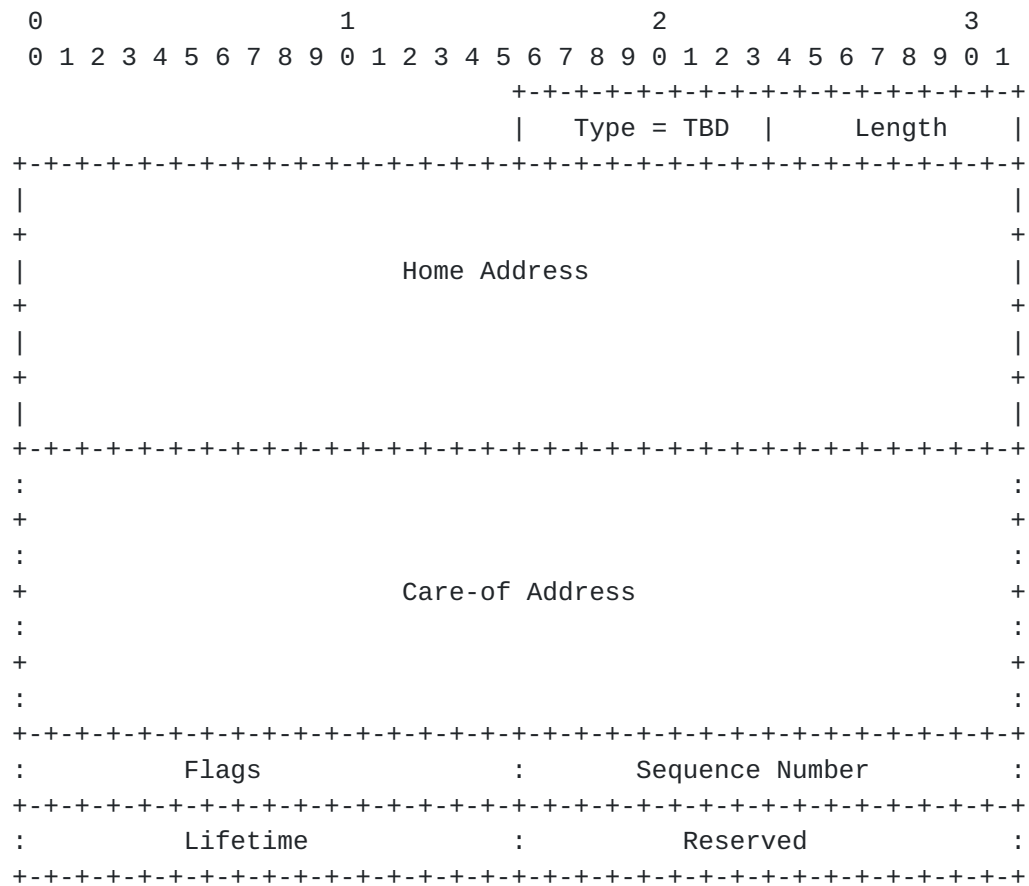 0                   1                   2                   3
 0 1 2 3 4 5 6 7 8 9 0 1 2 3 4 5 6 7 8 9 0 1 2 3 4 5 6 7 8 9 0 1
                                +-+-+-+-+-+-+-+-+-+-+-+-+-+-+-+-+
                                |   Type = TBD  |     Length    |
+-+-+-+-+-+-+-+-+-+-+-+-+-+-+-+-+-+-+-+-+-+-+-+-+-+-+-+-+-+-+-+-+
|                                                               |
+                                                               +
|                        Home Address                           |
+                                                               +
|                                                               |
+                                                               +
|                                                               |
+-+-+-+-+-+-+-+-+-+-+-+-+-+-+-+-+-+-+-+-+-+-+-+-+-+-+-+-+-+-+-+-+
:                                                               :
+                                                               +
:                                                               :
+                        Care-of Address                        +
:                                                               :
+                                                               +
:                                                               :
+-+-+-+-+-+-+-+-+-+-+-+-+-+-+-+-+-+-+-+-+-+-+-+-+-+-+-+-+-+-+-+-+
:          Flags                :       Sequence Number         :
+-+-+-+-+-+-+-+-+-+-+-+-+-+-+-+-+-+-+-+-+-+-+-+-+-+-+-+-+-+-+-+-+
:          Lifetime             :          Reserved             :
+-+-+-+-+-+-+-+-+-+-+-+-+-+-+-+-+-+-+-+-+-+-+-+-+-+-+-+-+-+-+-+-+